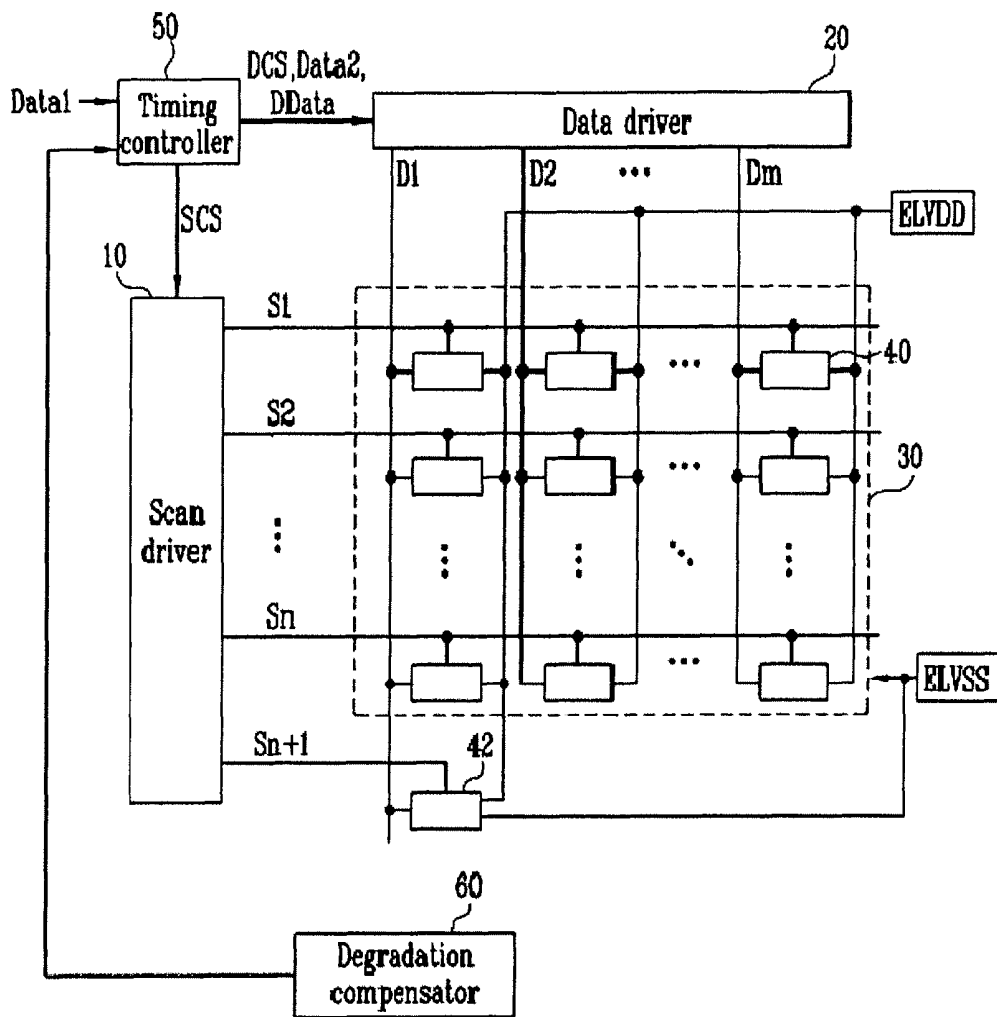 50
20
DCS,Data2,
DData
Data1
Timing
controller
Data driver
D1
D2
...
Dm
SCS
ELVDD
10
S1
...
40
S2
...
30
Scan
driver
Sn
...
ELVSS
Sn+1
42
60
Degradation
compensator